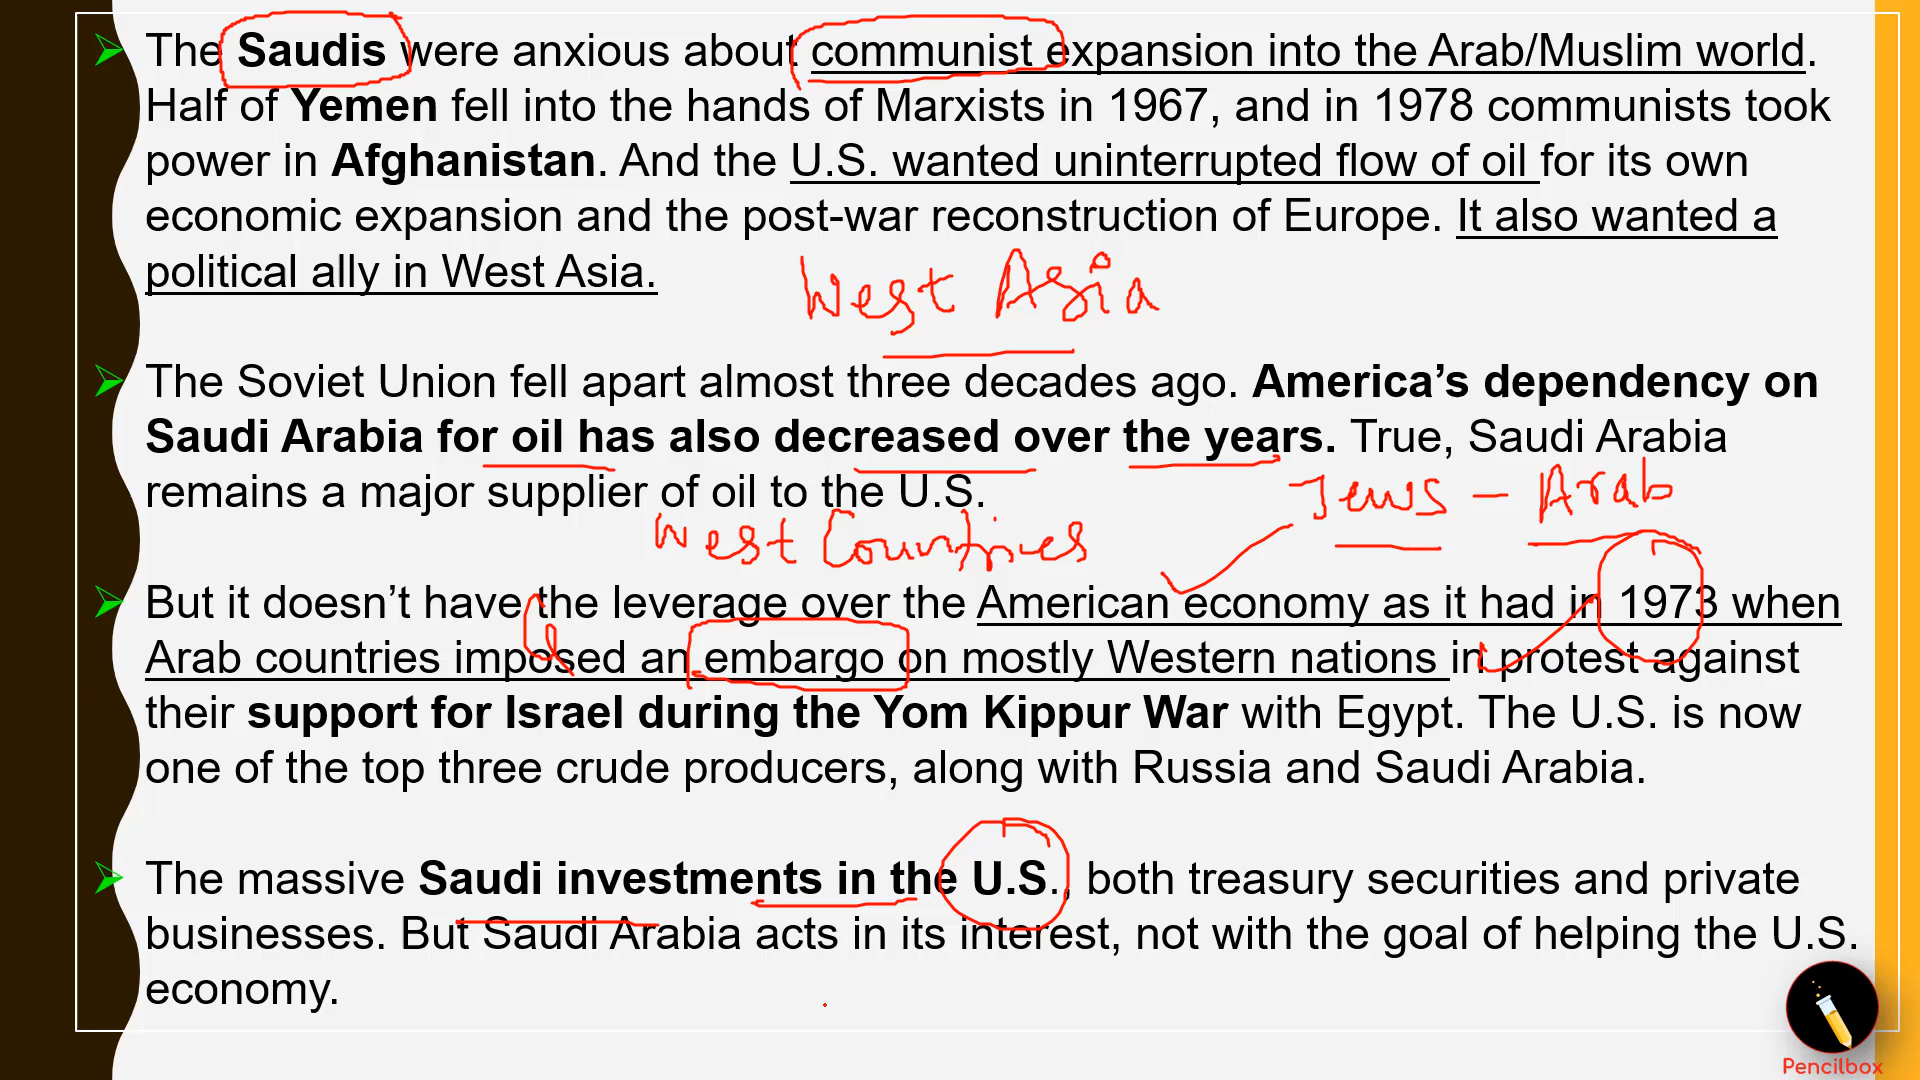 The Saudis were anxious about communist expansion into the Arab/Muslim world.
Half of Yemen fell into the hands of Marxists in 1967, and in 1978 communists took
power in Afghanistan. And the U.S. wanted uninterrupted flow of oil for its own
economic expansion and the post-war reconstruction of Europe. It also wanted a
political ally in West Asia.
West Asia
The Soviet Union fell apart almost three decades ago. America’s dependency on
Saudi Arabia for oil has also decreased over the years. True, Saudi Arabia
remains a major supplier of oil to the U.S.
Jews – Arab
West Countries
But it doesn’t have the leverage over the American economy as it had in 1973 when
Arab countries imposed an embargo on mostly Western nations in protest against
their support for Israel during the Yom Kippur War with Egypt. The U.S. is now
one of the top three crude producers, along with Russia and Saudi Arabia.
The massive Saudi investments in the U.S., both treasury securities and private
businesses. But Saudi Arabia acts in its interest, not with the goal of helping the U.S.
economy.
Pencilbox